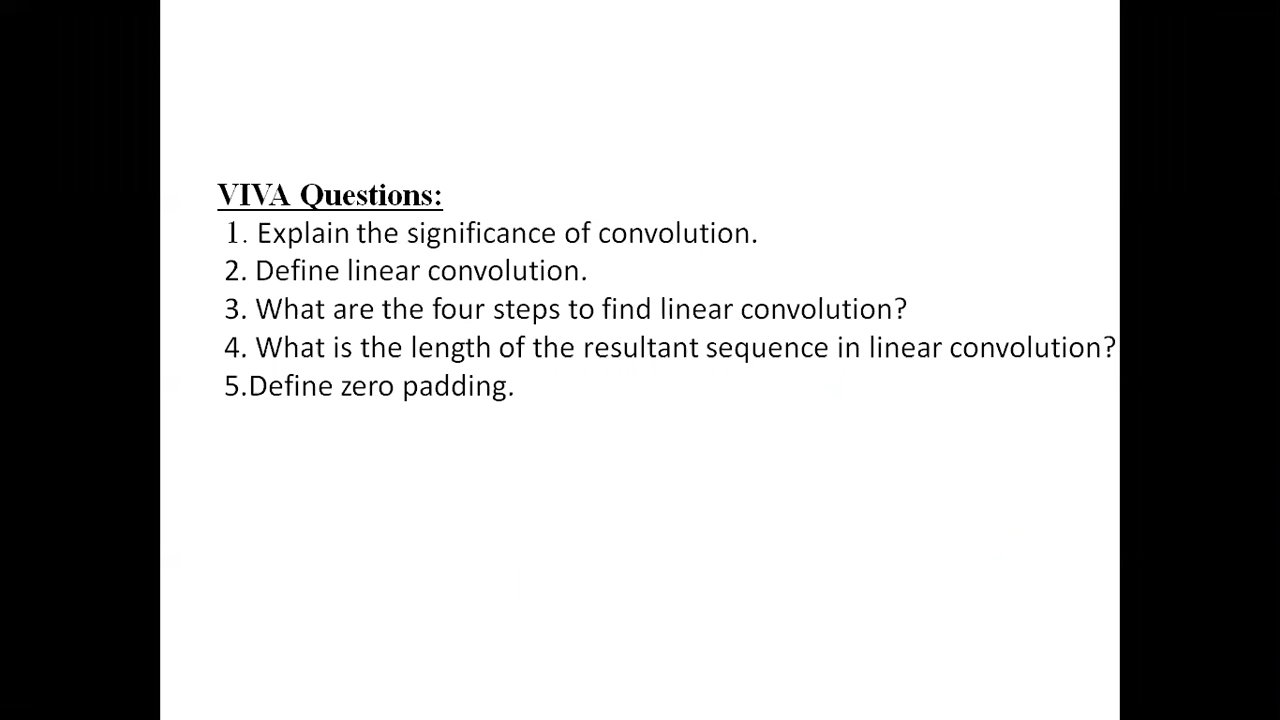 VIVA Questions:
1. Explain the significance of convolution.
2. Define linear convolution.
3. What are the four steps to find linear convolution?
4. What is the length of the resultant sequence in linear convolution?
5.Define zero padding.